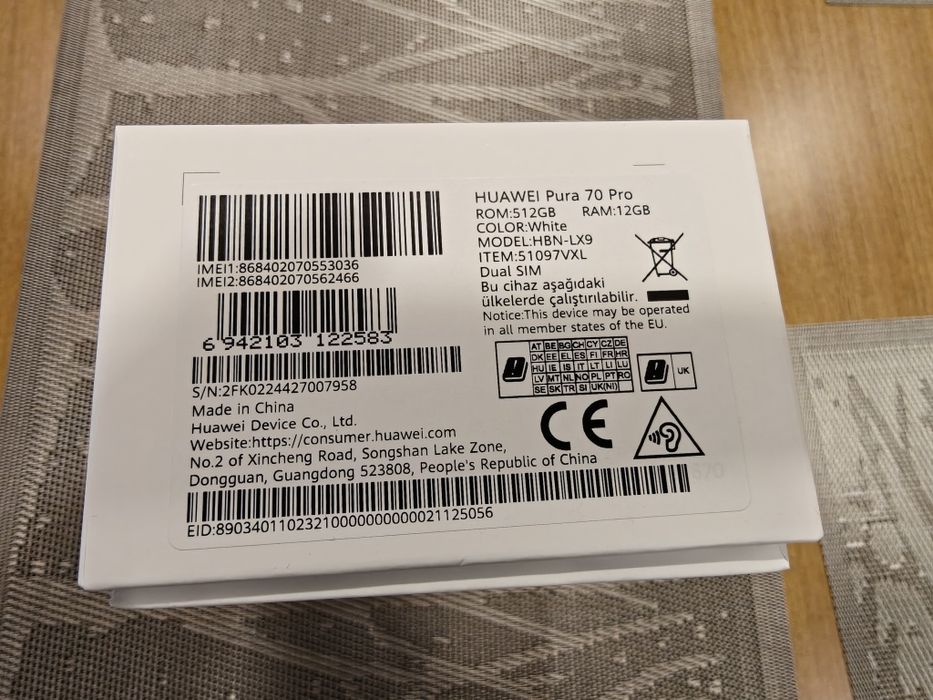 IMEI1:868402070553036
IMEI2:868402070562466
6 942103 122583
S/N:2FK0224427007958
Made in China
Huawei Device Co., Ltd.
Website:https://consumer.huawei.com
No.2 of Xincheng Road, Songshan Lake Zone,
Dongguan, Guangdong 523808, People's Republic of China
EID:89034011023210000000000021125056
HUAWEI Pura 70 Pro
ROM:512GB RAM:12GB
COLOR:White
MODEL:HBN-LX9
ITEM:51097VXL
Dual SIM
Bu cihaz aşağıdaki
ülkelerde çalıştırılabilir.
Notice:This device may be operated
in all member states of the EU.
AT BE BG CH CY CZ DE
DK EE EL ES FI FR HR
HU IE IS IT LT LI LU
LV MT NL NO PL PT RO
SE SK TR SI UK(NI)
UK
CE